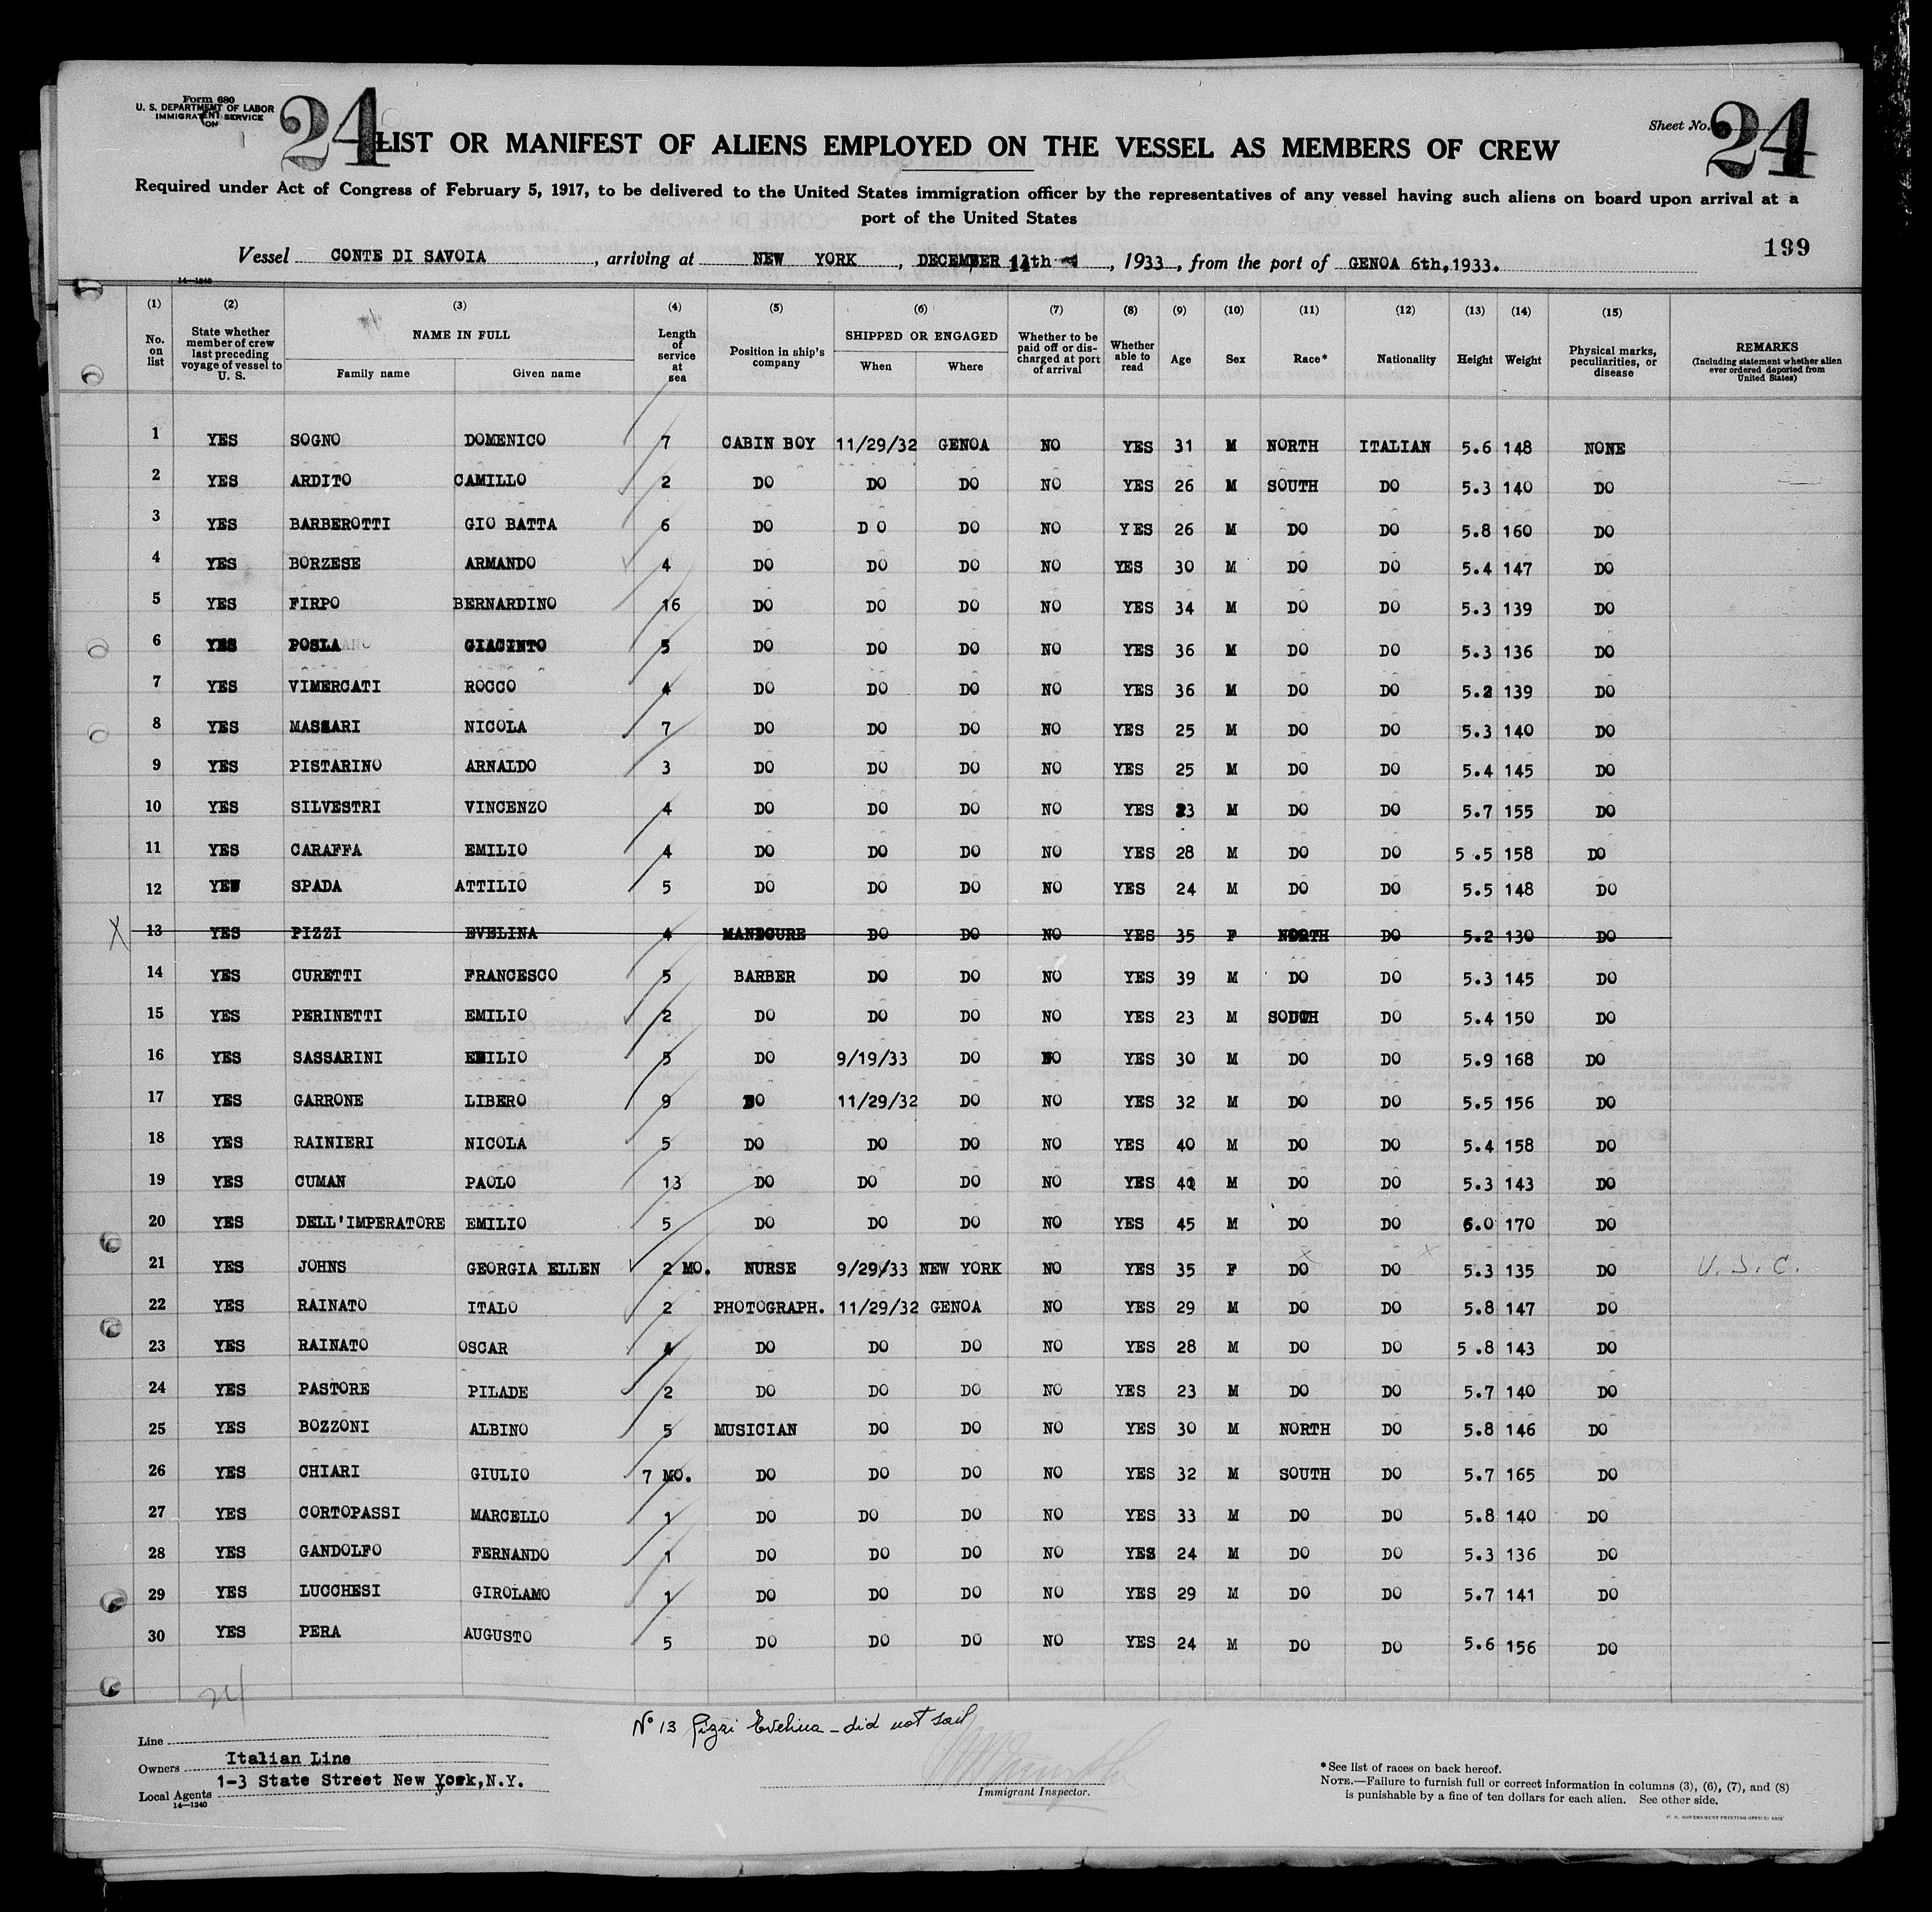 Form 680
U. S. DEPARTMENT OF LABOR
IMMIGRATION SERVICE
24
Sheet No. 24
LIST OR MANIFEST OF ALIENS EMPLOYED ON THE VESSEL AS MEMBERS OF CREW
Required under Act of Congress of February 5, 1917, to be delivered to the United States immigration officer by the representatives of any vessel having such aliens on board upon arrival at a
port of the United States
199
Vessel CONTE DI SAVOIA, arriving at NEW YORK, DECEMBER 14th, 1933, from the port of GENOA 6th,1933.
14—1240
(1) (2) (3) (4) (5) (6) (7) (8) (9) (10) (11) (12) (13) (14) (15)
No. on list State whether member of crew last preceding voyage of vessel to U. S. NAME IN FULL Family name Given name Length of service at sea Position in ship's company SHIPPED OR ENGAGED When Where Whether to be paid off or discharged at port of arrival Whether able to read Age Sex Race* Nationality Height Weight Physical marks, peculiarities, or disease REMARKS (Including statement whether alien ever ordered deported from United States)
1 YES SOGNO DOMENICO 7 CABIN BOY 11/29/32 GENOA NO YES 31 M NORTH ITALIAN 5.6 148 NONE
2 YES ARDITO CAMILLO 2 DO DO DO NO YES 26 M SOUTH DO 5.3 140 DO
3 YES BARBEROTTI GIO BATTA 6 DO D O DO NO YES 26 M DO DO 5.8 160 DO
4 YES BORZESE ARMANDO 4 DO DO DO NO YES 30 M DO DO 5.4 147 DO
5 YES FIRPO BERNARDINO 16 DO DO DO NO YES 34 M DO DO 5.3 139 DO
6 YES POSLA GIACINTO 5 DO DO DO NO YES 36 M DO DO 5.3 136 DO
7 YES VIMERCATI ROCCO 4 DO DO DO NO YES 36 M DO DO 5.2 139 DO
8 YES MASSARI NICOLA 7 DO DO DO NO YES 25 M DO DO 5.3 140 DO
9 YES PISTARINO ARNALDO 3 DO DO DO NO YES 25 M DO DO 5.4 145 DO
10 YES SILVESTRI VINCENZO 4 DO DO DO NO YES 23 M DO DO 5.7 155 DO
11 YES CARAFFA EMILIO 4 DO DO DO NO YES 28 M DO DO 5 .5 158 DO
12 YES SPADA ATTILIO 5 DO DO DO NO YES 24 M DO DO 5.5 148 DO
X 13 YES PIZZI EVELINA 4 MANICURE DO DO NO YES 35 F NORTH DO 5.2 130 DO
14 YES CURETTI FRANCESCO 5 BARBER DO DO NO YES 39 M DO DO 5.3 145 DO
15 YES PERINETTI EMILIO 2 DO DO DO NO YES 23 M SOUTH DO 5.4 150 DO
16 YES SASSARINI EMILIO 5 DO 9/19/33 DO NO YES 30 M DO DO 5.9 168 DO
17 YES GARRONE LIBERO 9 DO 11/29/32 DO NO YES 32 M DO DO 5.5 156 DO
18 YES RAINIERI NICOLA 5 DO DO DO NO YES 40 M DO DO 5.4 158 DO
19 YES CUMAN PAOLO 13 DO DO DO NO YES 41 M DO DO 5.3 143 DO
20 YES DELL'IMPERATORE EMILIO 5 DO DO DO NO YES 45 M DO DO 6.0 170 DO
21 YES JOHNS GEORGIA ELLEN 2 MO. NURSE 9/29/33 NEW YORK NO YES 35 F DO DO 5.3 135 DO U.S.C.
22 YES RAINATO ITALO 2 PHOTOGRAPH. 11/29/32 GENOA NO YES 29 M DO DO 5.8 147 DO
23 YES RAINATO OSCAR 4 DO DO DO NO YES 28 M DO DO 5 .8 143 DO
24 YES PASTORE PILADE 2 DO DO DO NO YES 23 M DO DO 5.7 140 DO
25 YES BOZZONI ALBINO 5 MUSICIAN DO DO NO YES 30 M NORTH DO 5.8 146 DO
26 YES CHIARI GIULIO 7 MO. DO DO DO NO YES 32 M SOUTH DO 5.7 165 DO
27 YES CORTOPASSI MARCELLO 1 DO DO DO NO YES 33 M DO DO 5.8 140 DO
28 YES GANDOLFO FERNANDO 1 DO DO DO NO YES 24 M DO DO 5.3 136 DO
29 YES LUCCHESI GIROLAMO 1 DO DO DO NO YES 29 M DO DO 5.7 141 DO
30 YES PERA AUGUSTO 5 DO DO DO NO YES 24 M DO DO 5.6 156 DO
No 13 Pizzi Evelina - did not sail
Line
Owners Italian Line
Local Agents 1-3 State Street New York,N.Y.
14—1240
Immigrant Inspector.
*See list of races on back hereof.
NOTE.—Failure to furnish full or correct information in columns (3), (6), (7), and (8)
is punishable by a fine of ten dollars for each alien. See other side.
U. S. GOVERNMENT PRINTING OFFICE: 1932